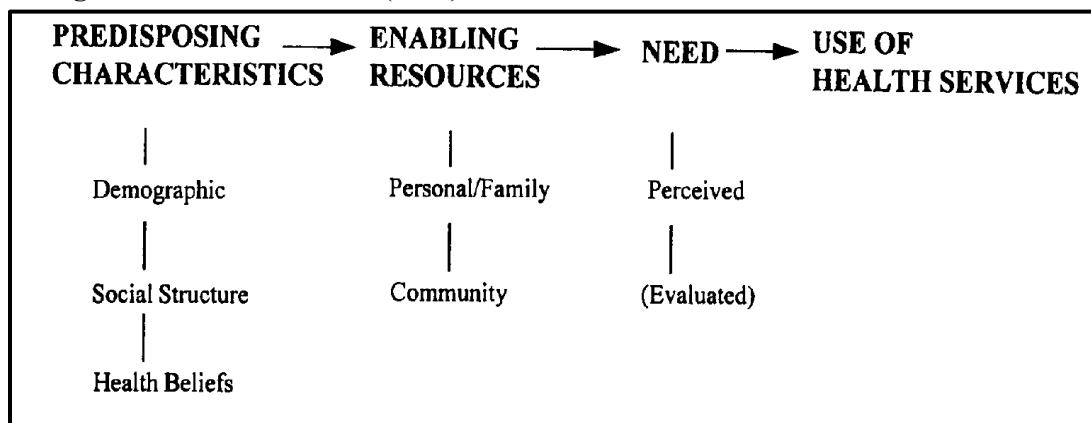 PREDISPOSING
CHARACTERISTICS
ENABLING
RESOURCES
NEED
USE OF
HEALTH SERVICES
Demographic
Personal/Family
Perceived
Social Structure
Community
(Evaluated)
Health Beliefs